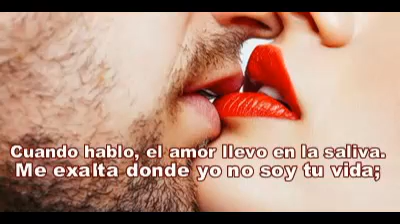 Cuando hablo, el amor llevo en la saliva.
Me exalta donde yo no soy tu vida;